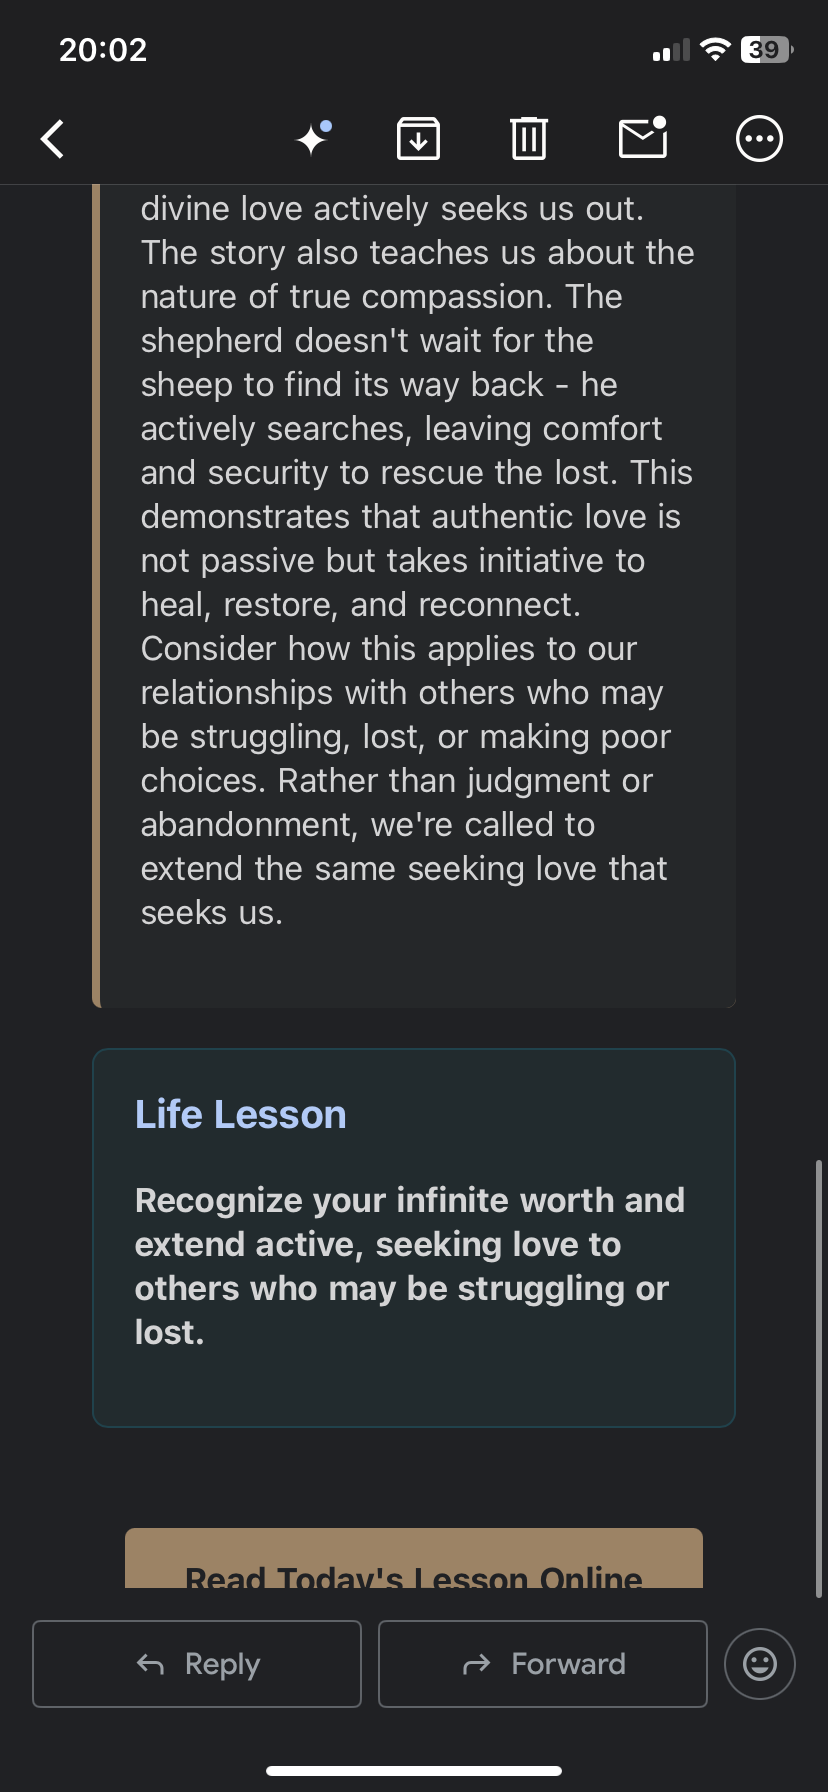 20:02
39
divine love actively seeks us out.
The story also teaches us about the
nature of true compassion. The
shepherd doesn't wait for the
sheep to find its way back - he
actively searches, leaving comfort
and security to rescue the lost. This
demonstrates that authentic love is
not passive but takes initiative to
heal, restore, and reconnect.
Consider how this applies to our
relationships with others who may
be struggling, lost, or making poor
choices. Rather than judgment or
abandonment, we're called to
extend the same seeking love that
seeks us.
Life Lesson
Recognize your infinite worth and
extend active, seeking love to
others who may be struggling or
lost.
Read Today's Lesson Online
Reply
Forward